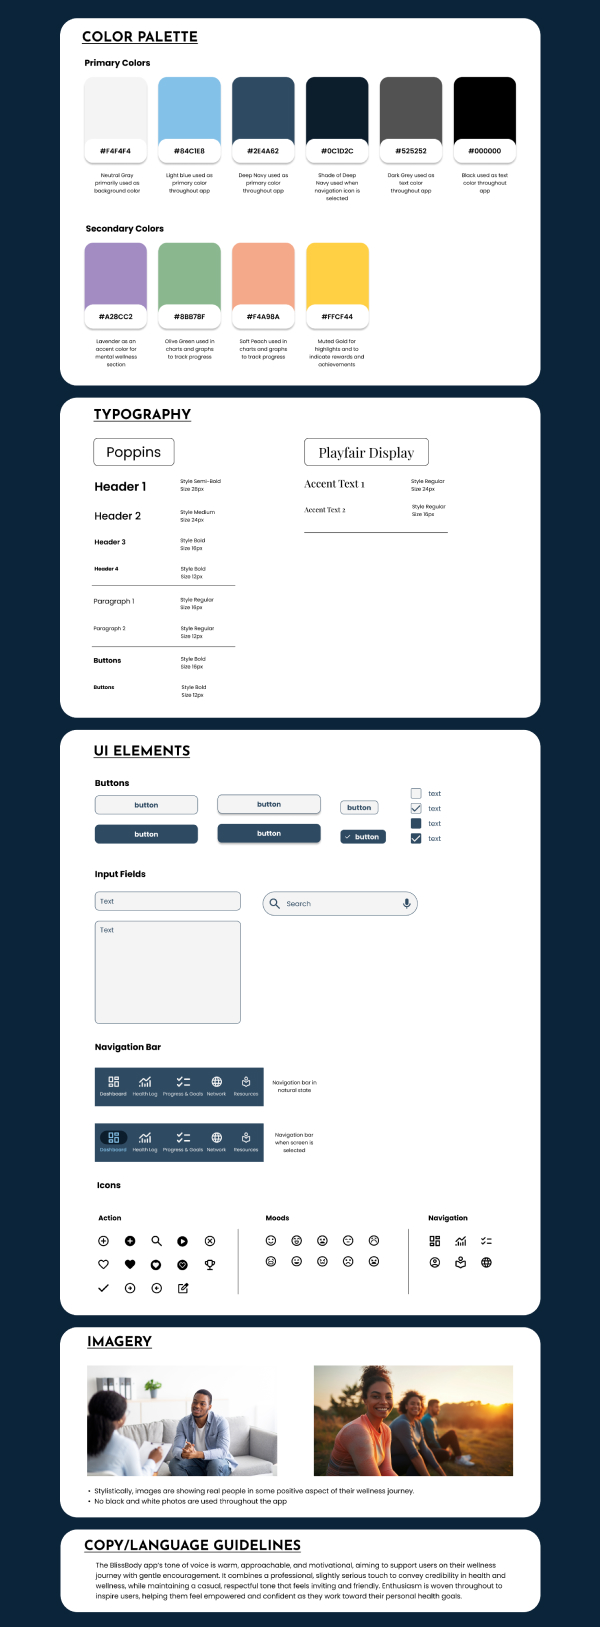 COLOR PALETTE
Primary Colors
#F4F4F4
#84C1E8
#2E4A62
#0C1D2C
#525252
#000000
Neutral Gray
primarily used as
background color
Light blue used as
primary color
throughout app
Deep Navy used as
primary color
throughout app
Shade of Deep
Navy used when
navigation icon is
selected
Dark Grey used as
text color
throughout app
Black used as text
color throughout
app
Secondary Colors
#A28CC2
#8BB78F
#F4A98A
#FFCF44
Lavender as an
accent color for
mental wellness
section
Olive Green used in
charts and graphs
to track progress
Soft Peach used in
charts and graphs
to track progress
Muted Gold for
highlights and to
indicate rewards and
achievements
TYPOGRAPHY
Poppins
Header 1
Style Semi-Bold
Size 28px
Header 2
Style Medium
Size 24px
Header 3
Style Bold
Size 16px
Header 4
Style Bold
Size 12px
Paragraph 1
Style Regular
Size 16px
Paragraph 2
Style Regular
Size 12px
Buttons
Style Bold
Size 16px
Buttons
Style Bold
Size 12px
Playfair Display
Accent Text 1
Style Regular
Size 24px
Accent Text 2
Style Regular
Size 16px
UI ELEMENTS
Buttons
button
button
button
button
button
button
text
text
text
text
Input Fields
Text
Search
Text
Navigation Bar
Dashboard
Health Log
Progress & Goals
Network
Resources
Navigation bar in
natural state
Dashboard
Health Log
Progress & Goals
Network
Resources
Navigation bar
when screen is
selected
Icons
Action
Moods
Navigation
IMAGERY
• Stylistically, images are showing real people in some positive aspect of their wellness journey.
• No black and white photos are used throughout the app
COPY/LANGUAGE GUIDELINES
The BlissBody app's tone of voice is warm, approachable, and motivational, aiming to support users on their wellness
journey with gentle encouragement. It combines a professional, slightly serious touch to convey credibility in health and
wellness, while maintaining a casual, respectful tone that feels inviting and friendly. Enthusiasm is woven throughout to
inspire users, helping them feel empowered and confident as they work toward their personal health goals.